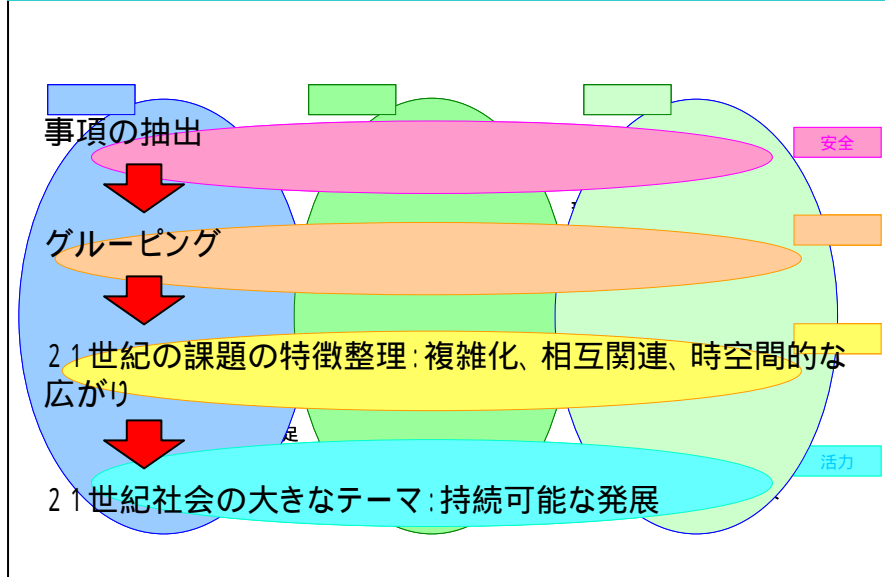 事項の抽出
安全
グルーピング
２１世紀の課題の特徴整理：複雑化、相互関連、時空間的な
広がり
足
活力
２１世紀社会の大きなテーマ：持続可能な発展